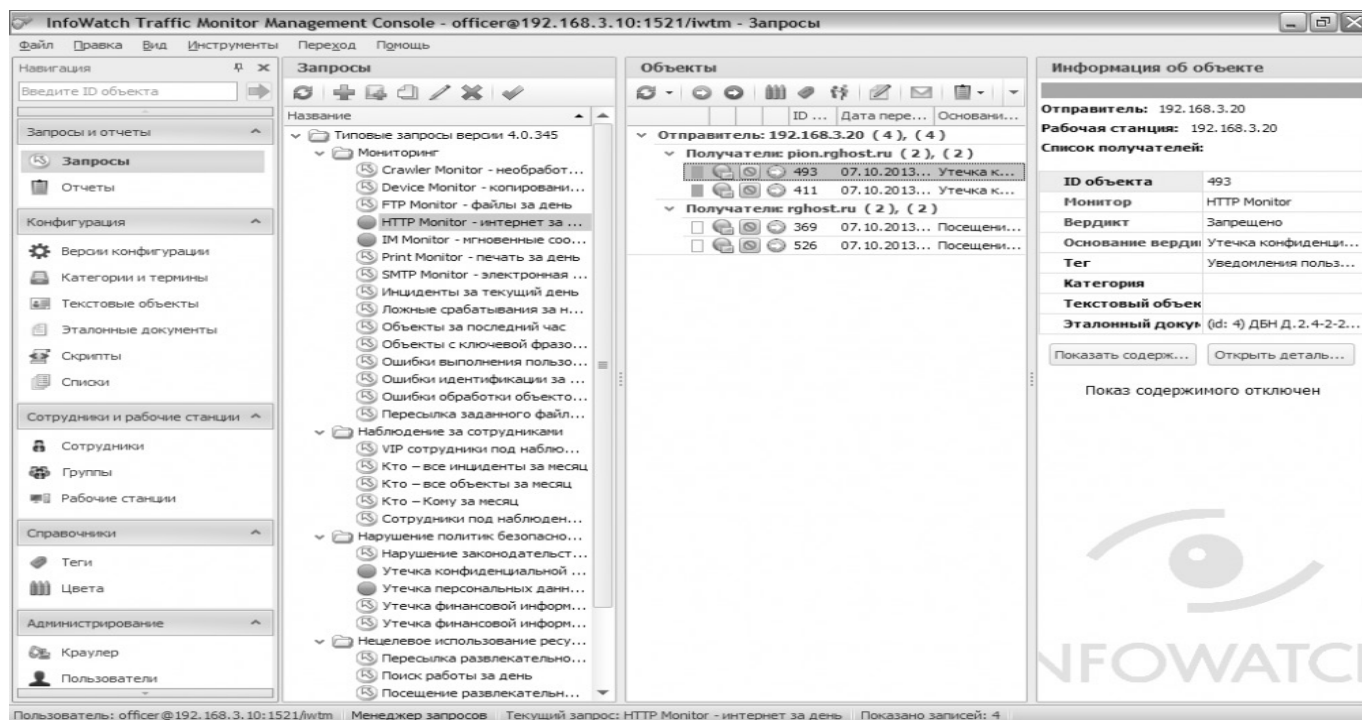 InfoWatch Traffic Monitor Management Console - officer@192.168.3.10:1521/iwtm - Запросы
Файл Правка Вид Инструменты Переход Помощь
Навигация
Введите ID объекта
Запросы и отчеты
Запросы
Отчеты
Конфигурация
Версии конфигурации
Категории и термины
Текстовые объекты
Эталонные документы
Скрипты
Списки
Сотрудники и рабочие станции
Сотрудники
Группы
Рабочие станции
Справочники
Теги
Цвета
Администрирование
Краулер
Пользователи
Запросы
Название
Типовые запросы версии 4.0.345
Мониторинг
Crawler Monitor - необработ...
Device Monitor - копировани...
FTP Monitor - файлы за день
HTTP Monitor - интернет за ...
IM Monitor - мгновенные соо...
Print Monitor - печать за день
SMTP Monitor - электронная ...
Инциденты за текущий день
Ложные срабатывания за н...
Объекты за последний час
Объекты с ключевой фразо...
Ошибки выполнения пользо...
Ошибки идентификации за ...
Ошибки обработки объекто...
Пересылка заданного файл...
Наблюдение за сотрудниками
VIP сотрудники под наблю...
Кто – все инциденты за месяц
Кто – все объекты за месяц
Кто – Кому за месяц
Сотрудники под наблюден...
Нарушение политик безопасно...
Нарушение законодательст...
Утечка конфиденциальной ...
Утечка персональных данн...
Утечка финансовой информ...
Утечка финансовой информ...
Нецелевое использование ресу...
Пересылка развлекательно...
Поиск работы за день
Посещение развлекательн...
Объекты
ID ... Дата пере... Основани...
Отправитель: 192.168.3.20 ( 4 ), ( 4 )
Получатели: pion.rghost.ru ( 2 ), ( 2 )
493 07.10.2013... Утечка к...
411 07.10.2013... Утечка к...
Получатели: rghost.ru ( 2 ), ( 2 )
369 07.10.2013... Посещени...
526 07.10.2013... Посещени...
Информация об объекте
Отправитель: 192.168.3.20
Рабочая станция: 192.168.3.20
Список получателей:
ID объекта 493
Монитор HTTP Monitor
Вердикт Запрещено
Основание верди Утечка конфиденци...
Тег Уведомления польз...
Категория
Текстовый объек
Эталонный докум (id: 4) ДБН Д.2.4-2-2...
Показать содерж... Открыть деталь...
Показ содержимого отключен
NFOWATC
Пользователь: officer@192.168.3.10:1521/iwtm Менеджер запросов Текущий запрос: HTTP Monitor - интернет за день Показано записей: 4